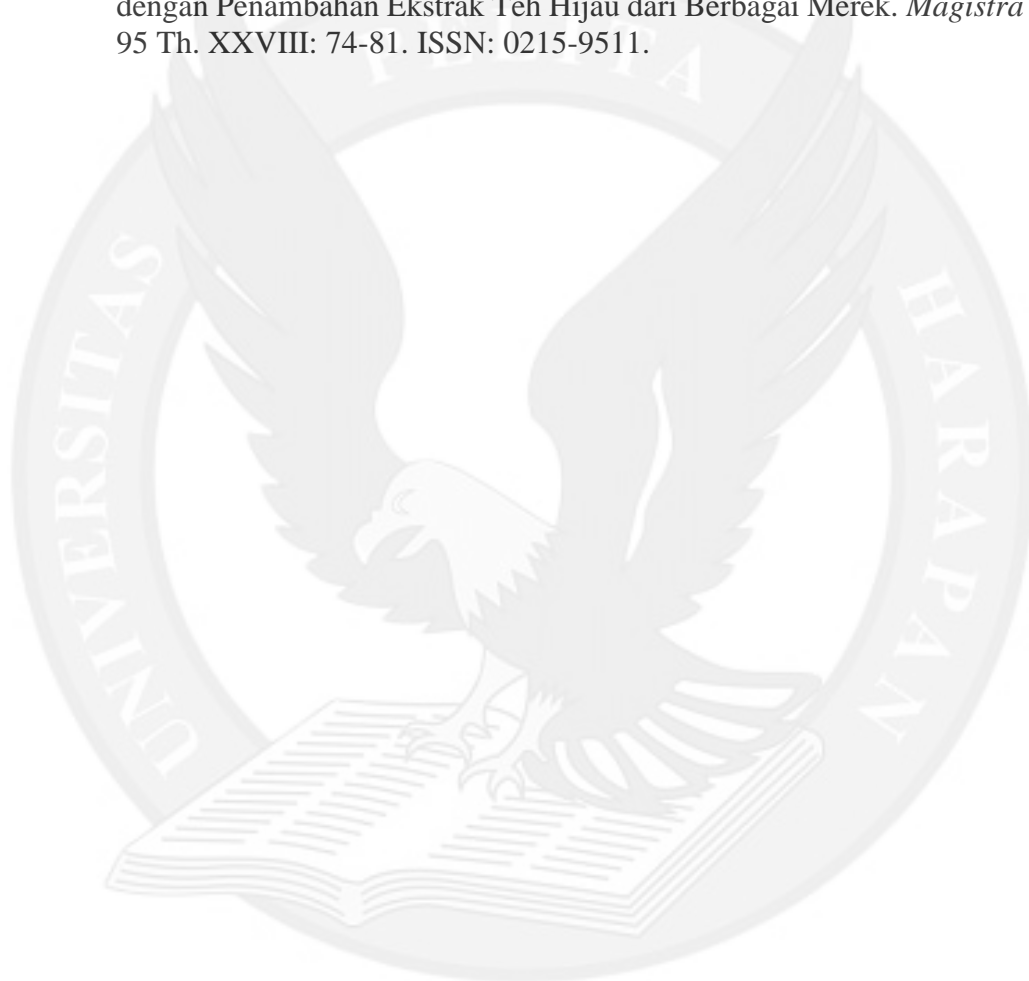 dengan Penambahan Ekstrak Teh Hijau dari Berbagai Merek. Magistra
95 Th. XXVIII: 74-81. ISSN: 0215-9511.
PELITA
UNIVERSITAS
HARAPAN